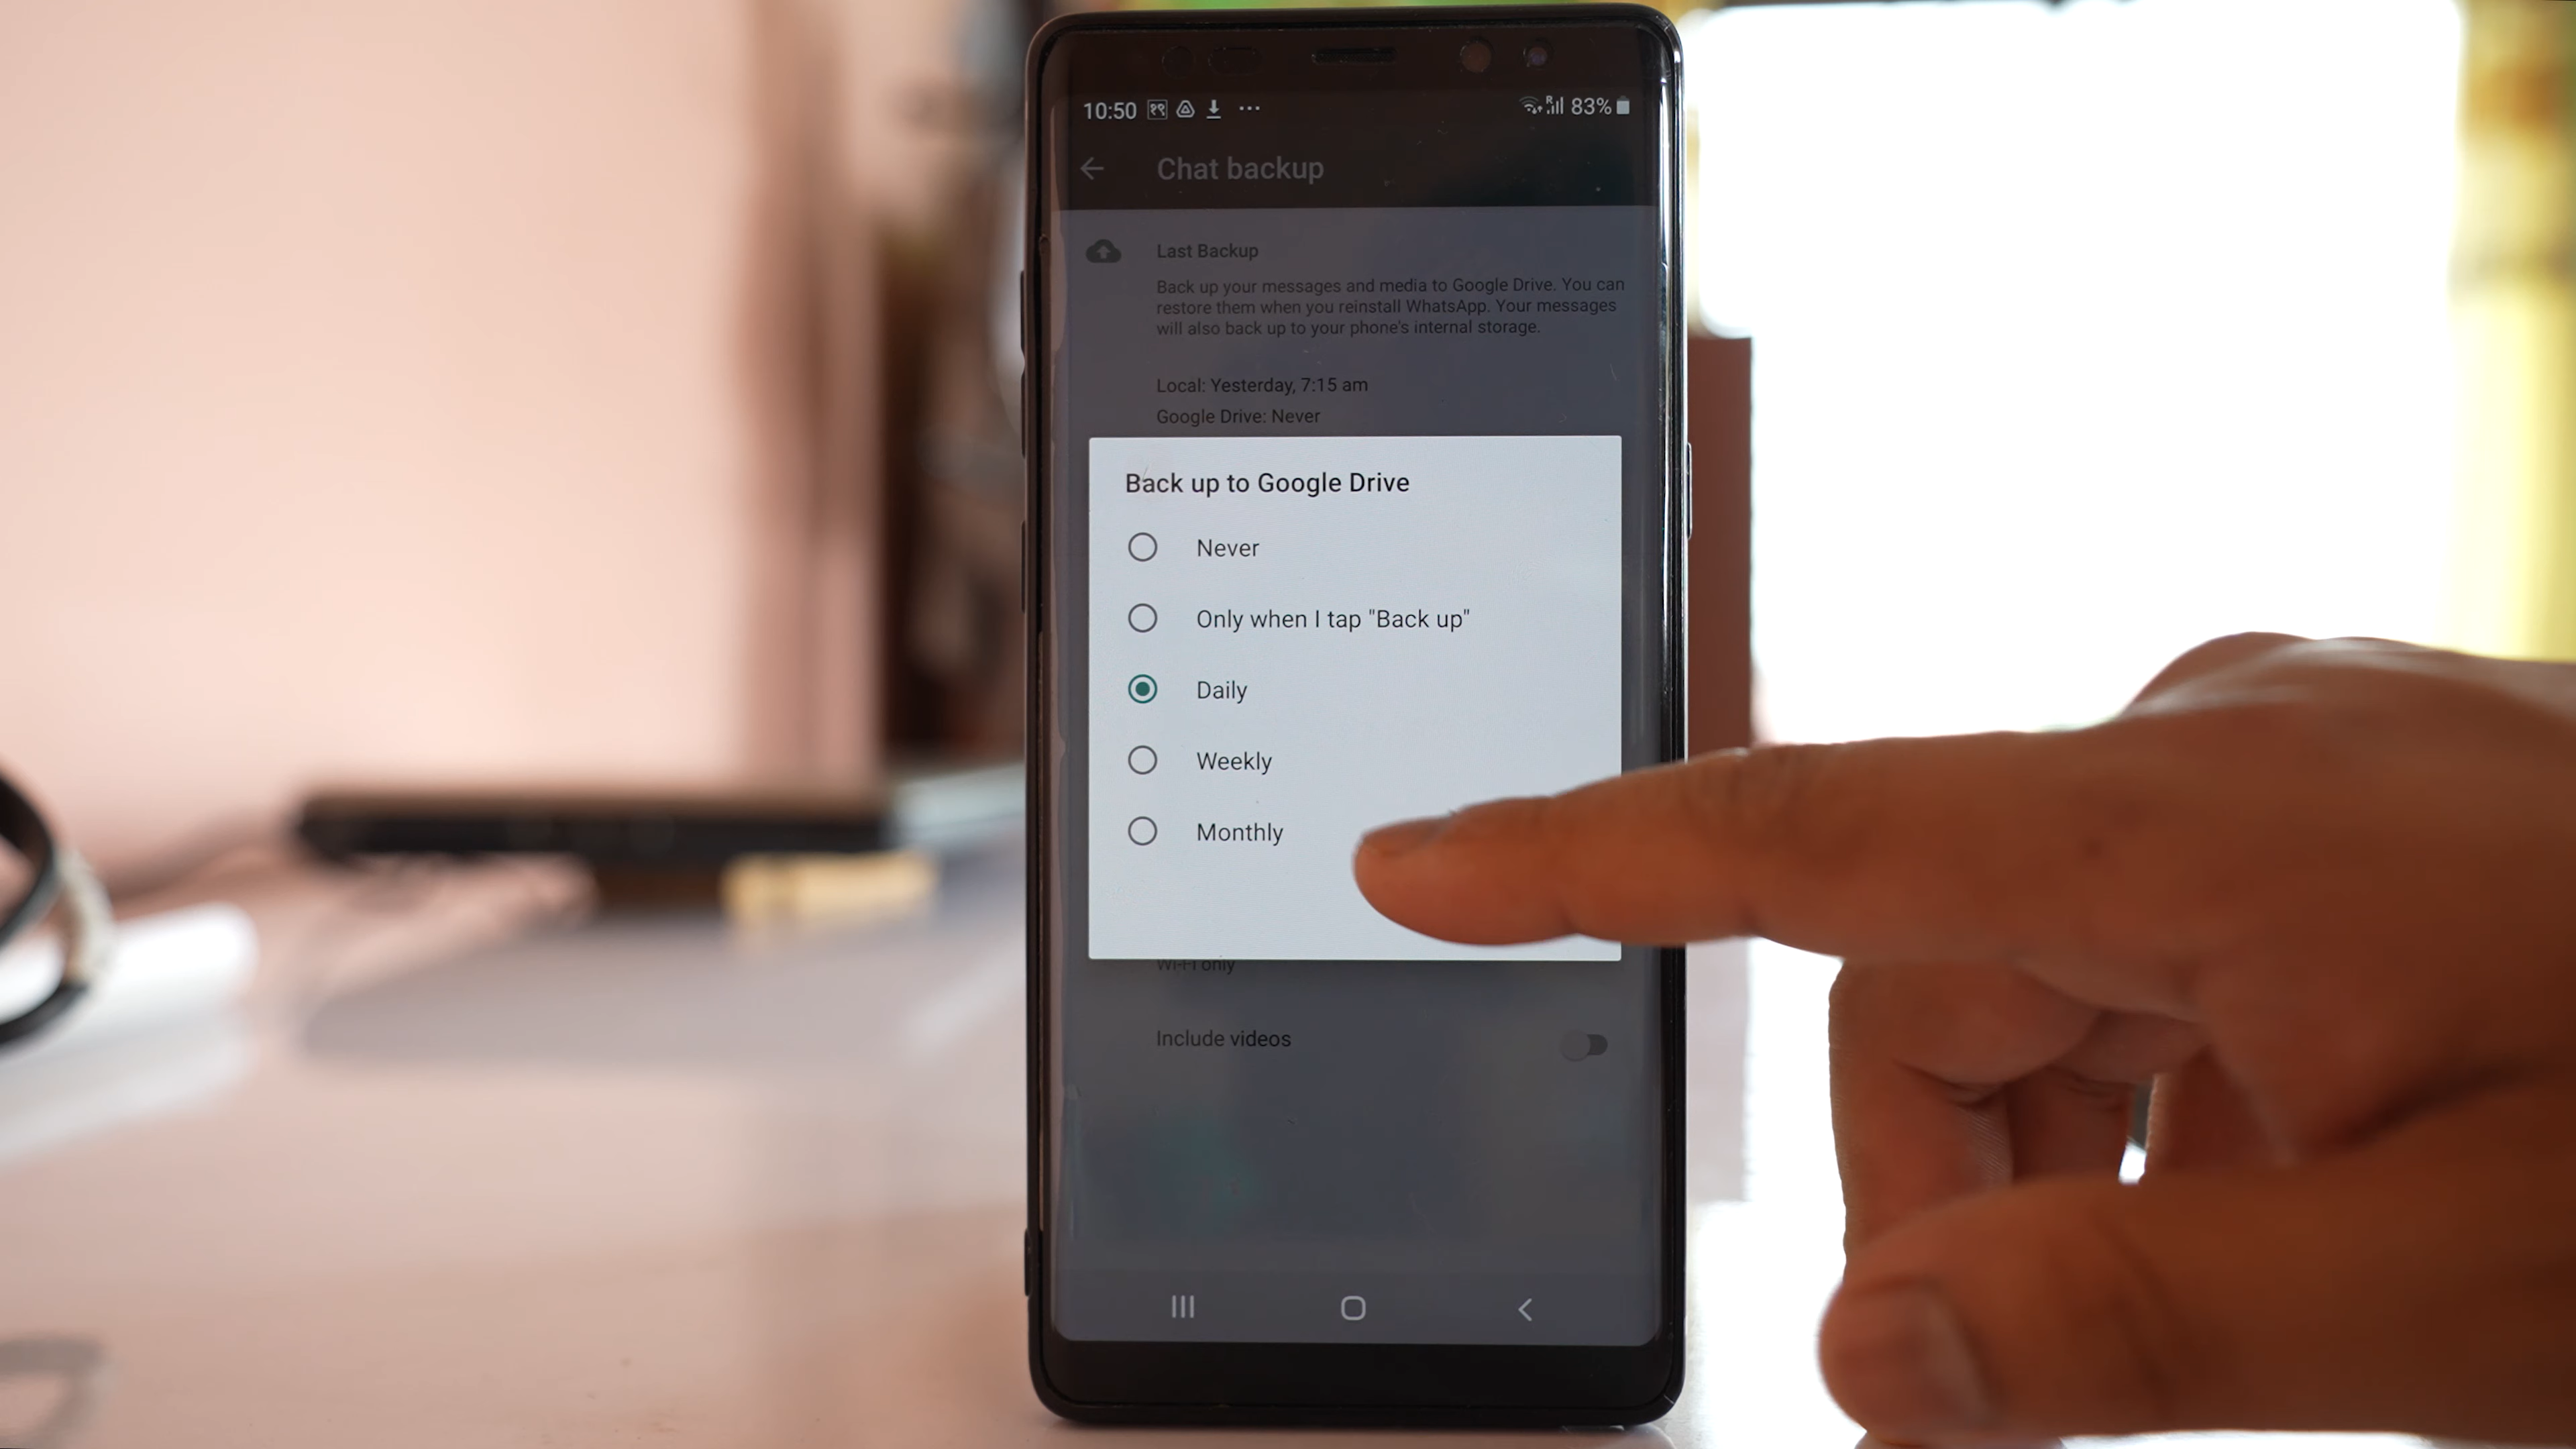 10:50
83%
Chat backup
Last Backup
Back up your messages and media to Google Drive. You can
restore them when you reinstall WhatsApp. Your messages
will also back up to your phone's internal storage.
Local: Yesterday, 7:15 am
Google Drive: Never
Back up to Google Drive
Never
Only when I tap "Back up"
Daily
Weekly
Monthly
Wi-Fi only
Include videos